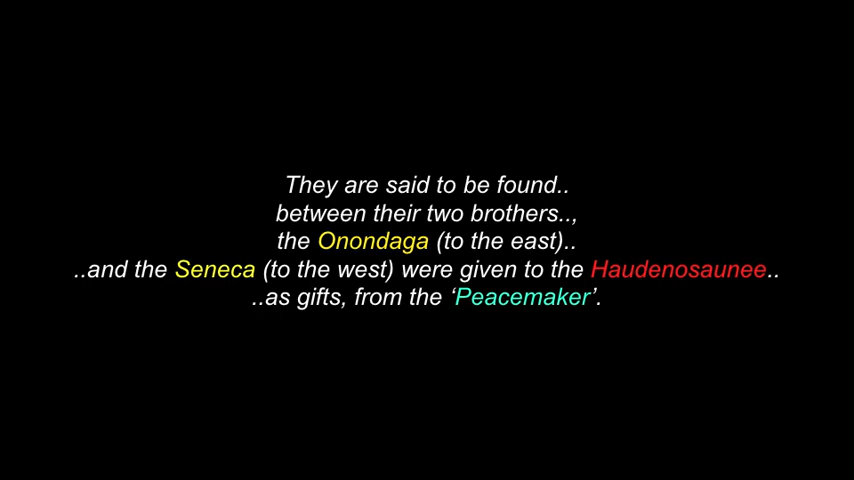 They are said to be found..
between their two brothers..,
the Onondaga (to the east)..
..and the Seneca (to the west) were given to the Haudenosaunee..
..as gifts, from the ‘Peacemaker’.